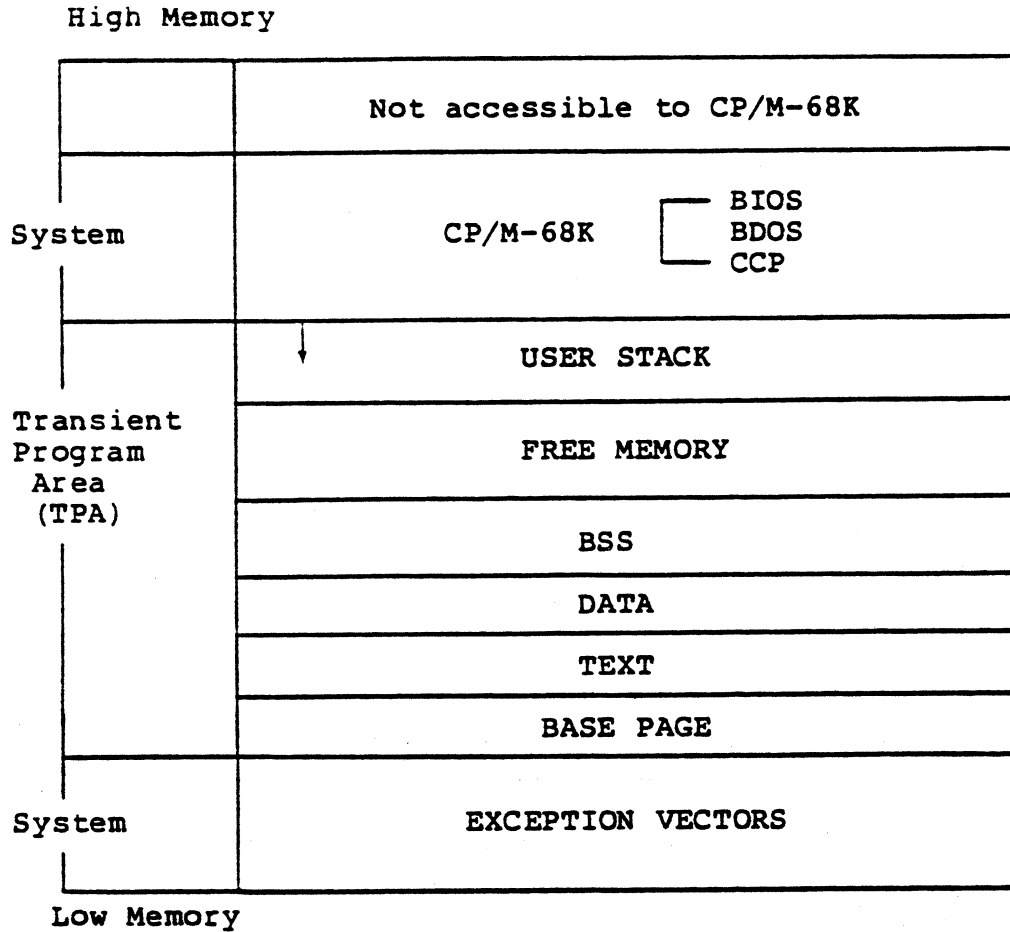 High Memory
Not accessible to CP/M-68K
System
CP/M-68K
BIOS
BDOS
CCP
USER STACK
Transient
Program
Area
(TPA)
FREE MEMORY
BSS
DATA
TEXT
BASE PAGE
System
EXCEPTION VECTORS
Low Memory